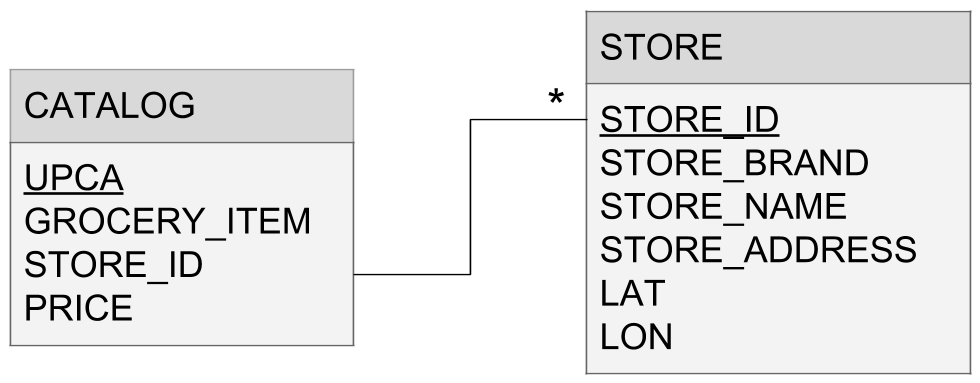 CATALOG
UPCA
GROCERY_ITEM
STORE_ID
PRICE
*
STORE
STORE_ID
STORE_BRAND
STORE_NAME
STORE_ADDRESS
LAT
LON